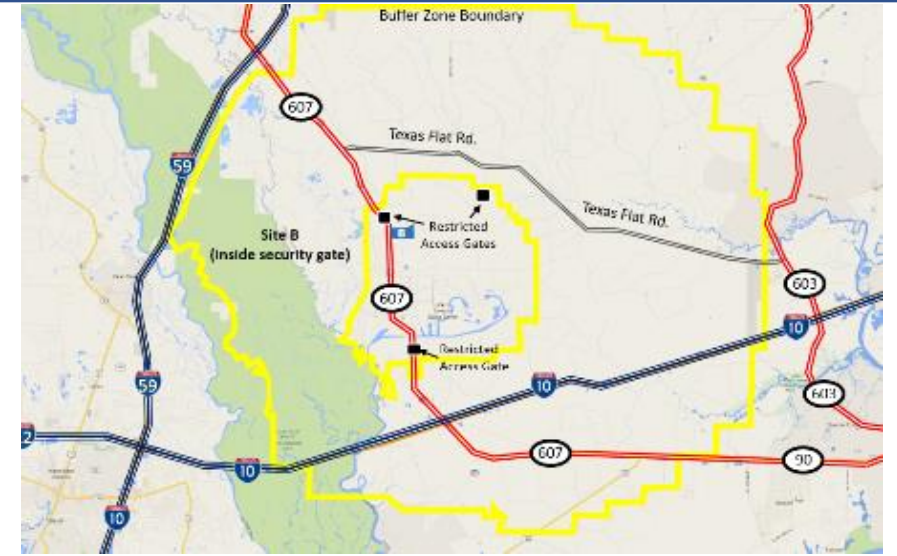 Buffer Zone Boundary
607
Texas Flat Rd.
59
Texas Flat Rd.
Site B
(inside security gate)
Restricted
Access Gates
B
607
603
10
Restricted
Access Gate
59
10
603
10
607
90
10